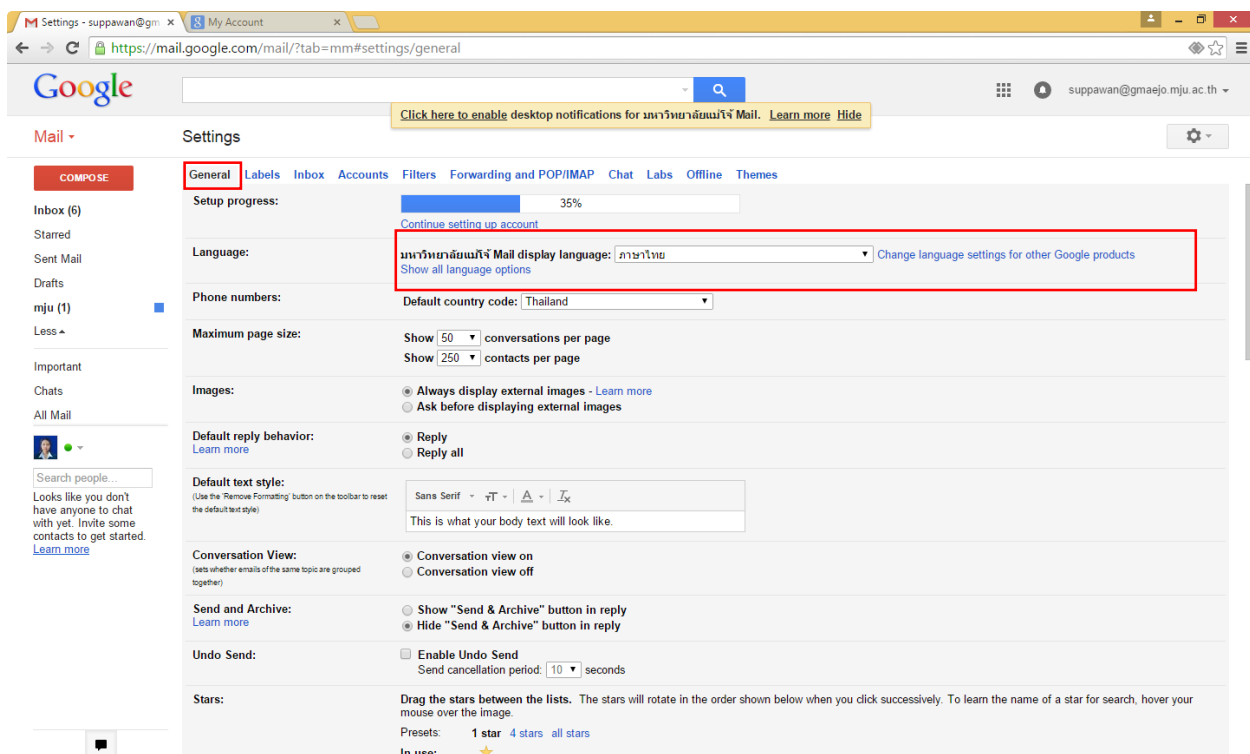 Settings - suppawan@gm
My Account
https://mail.google.com/mail/?tab=mm#settings/general
Google
suppawan@gmaejo.mju.ac.th
Click here to enable desktop notifications for มหาวิทยาลัยแม่โจ้ Mail. Learn more Hide
Mail
Settings
COMPOSE
General Labels Inbox Accounts Filters Forwarding and POP/IMAP Chat Labs Offline Themes
Inbox (6)
Starred
Sent Mail
Drafts
mju (1)
Less
Important
Chats
All Mail
Search people...
Looks like you don't
have anyone to chat
with yet. Invite some
contacts to get started.
Learn more
Setup progress:
35%
Continue setting up account
Language:
มหาวิทยาลัยแม่โจ้ Mail display language: ภาษาไทย Change language settings for other Google products
Show all language options
Phone numbers:
Default country code: Thailand
Maximum page size:
Show 50 conversations per page
Show 250 contacts per page
Images:
Always display external images - Learn more
Ask before displaying external images
Default reply behavior:
Learn more
Reply
Reply all
Default text style:
(Use the 'Remove Formatting' button on the toolbar to reset
the default text style)
Sans Serif
This is what your body text will look like.
Conversation View:
(sets whether emails of the same topic are grouped
together)
Conversation view on
Conversation view off
Send and Archive:
Learn more
Show "Send & Archive" button in reply
Hide "Send & Archive" button in reply
Undo Send:
Enable Undo Send
Send cancellation period: 10 seconds
Stars:
Drag the stars between the lists. The stars will rotate in the order shown below when you click successively. To learn the name of a star for search, hover your
mouse over the image.
Presets: 1 star 4 stars all stars
In use: